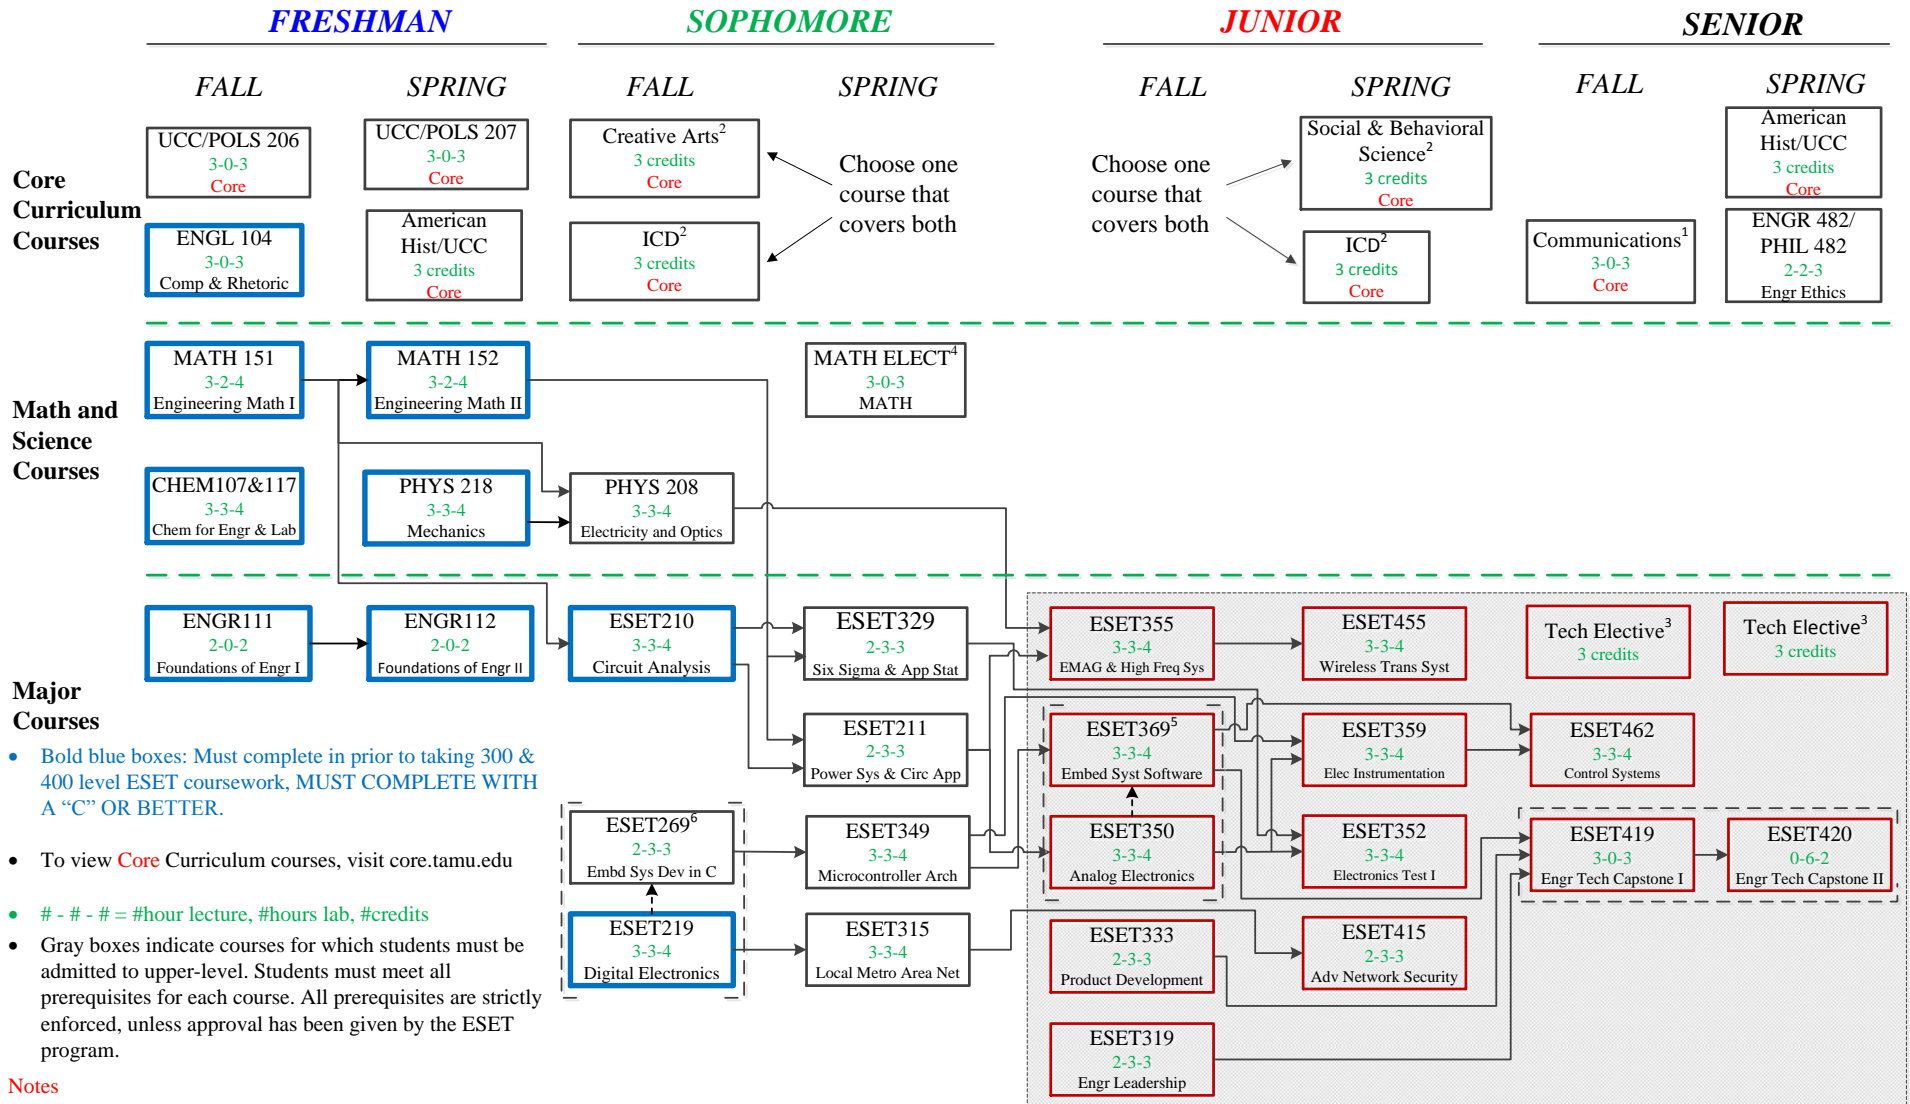 FRESHMAN
SOPHOMORE
JUNIOR
SENIOR
FALL
SPRING
FALL
SPRING
FALL
SPRING
FALL
SPRING
Core
Curriculum
Courses
UCC/POLS 206
3-0-3
Core
UCC/POLS 207
3-0-3
Core
Creative Arts²
3 credits
Core
Choose one
course that
covers both
Choose one
course that
covers both
Social & Behavioral
Science²
3 credits
Core
American
Hist/UCC
3 credits
Core
ENGL 104
3-0-3
Comp & Rhetoric
American
Hist/UCC
3 credits
Core
ICD²
3 credits
Core
ICD²
3 credits
Core
Communications¹
3-0-3
Core
ENGR 482/
PHIL 482
2-2-3
Engr Ethics
Math and
Science
Courses
MATH 151
3-2-4
Engineering Math I
MATH 152
3-2-4
Engineering Math II
MATH ELECT⁴
3-0-3
MATH
CHEM107&117
3-3-4
Chem for Engr & Lab
PHYS 218
3-3-4
Mechanics
PHYS 208
3-3-4
Electricity and Optics
ENGR111
2-0-2
Foundations of Engr I
ENGR112
2-0-2
Foundations of Engr II
ESET210
3-3-4
Circuit Analysis
ESET329
2-3-3
Six Sigma & App Stat
ESET355
3-3-4
EMAG & High Freq Sys
ESET455
3-3-4
Wireless Trans Syst
Tech Elective³
3 credits
Tech Elective³
3 credits
Major
Courses
ESET211
2-3-3
Power Sys & Circ App
ESET369⁵
3-3-4
Embed Syst Software
ESET359
3-3-4
Elec Instrumentation
ESET462
3-3-4
Control Systems
ESET269⁶
2-3-3
Embd Sys Dev in C
ESET349
3-3-4
Microcontroller Arch
ESET350
3-3-4
Analog Electronics
ESET352
3-3-4
Electronics Test I
ESET419
3-0-3
Engr Tech Capstone I
ESET420
0-6-2
Engr Tech Capstone II
ESET219
3-3-4
Digital Electronics
ESET315
3-3-4
Local Metro Area Net
ESET333
2-3-3
Product Development
ESET415
2-3-3
Adv Network Security
ESET319
2-3-3
Engr Leadership
• Bold blue boxes: Must complete in prior to taking 300 &
400 level ESET coursework, MUST COMPLETE WITH
A “C” OR BETTER.
• To view Core Curriculum courses, visit core.tamu.edu
• # - # - # = #hour lecture, #hours lab, #credits
• Gray boxes indicate courses for which students must be
admitted to upper-level. Students must meet all
prerequisites for each course. All prerequisites are strictly
enforced, unless approval has been given by the ESET
program.
Notes